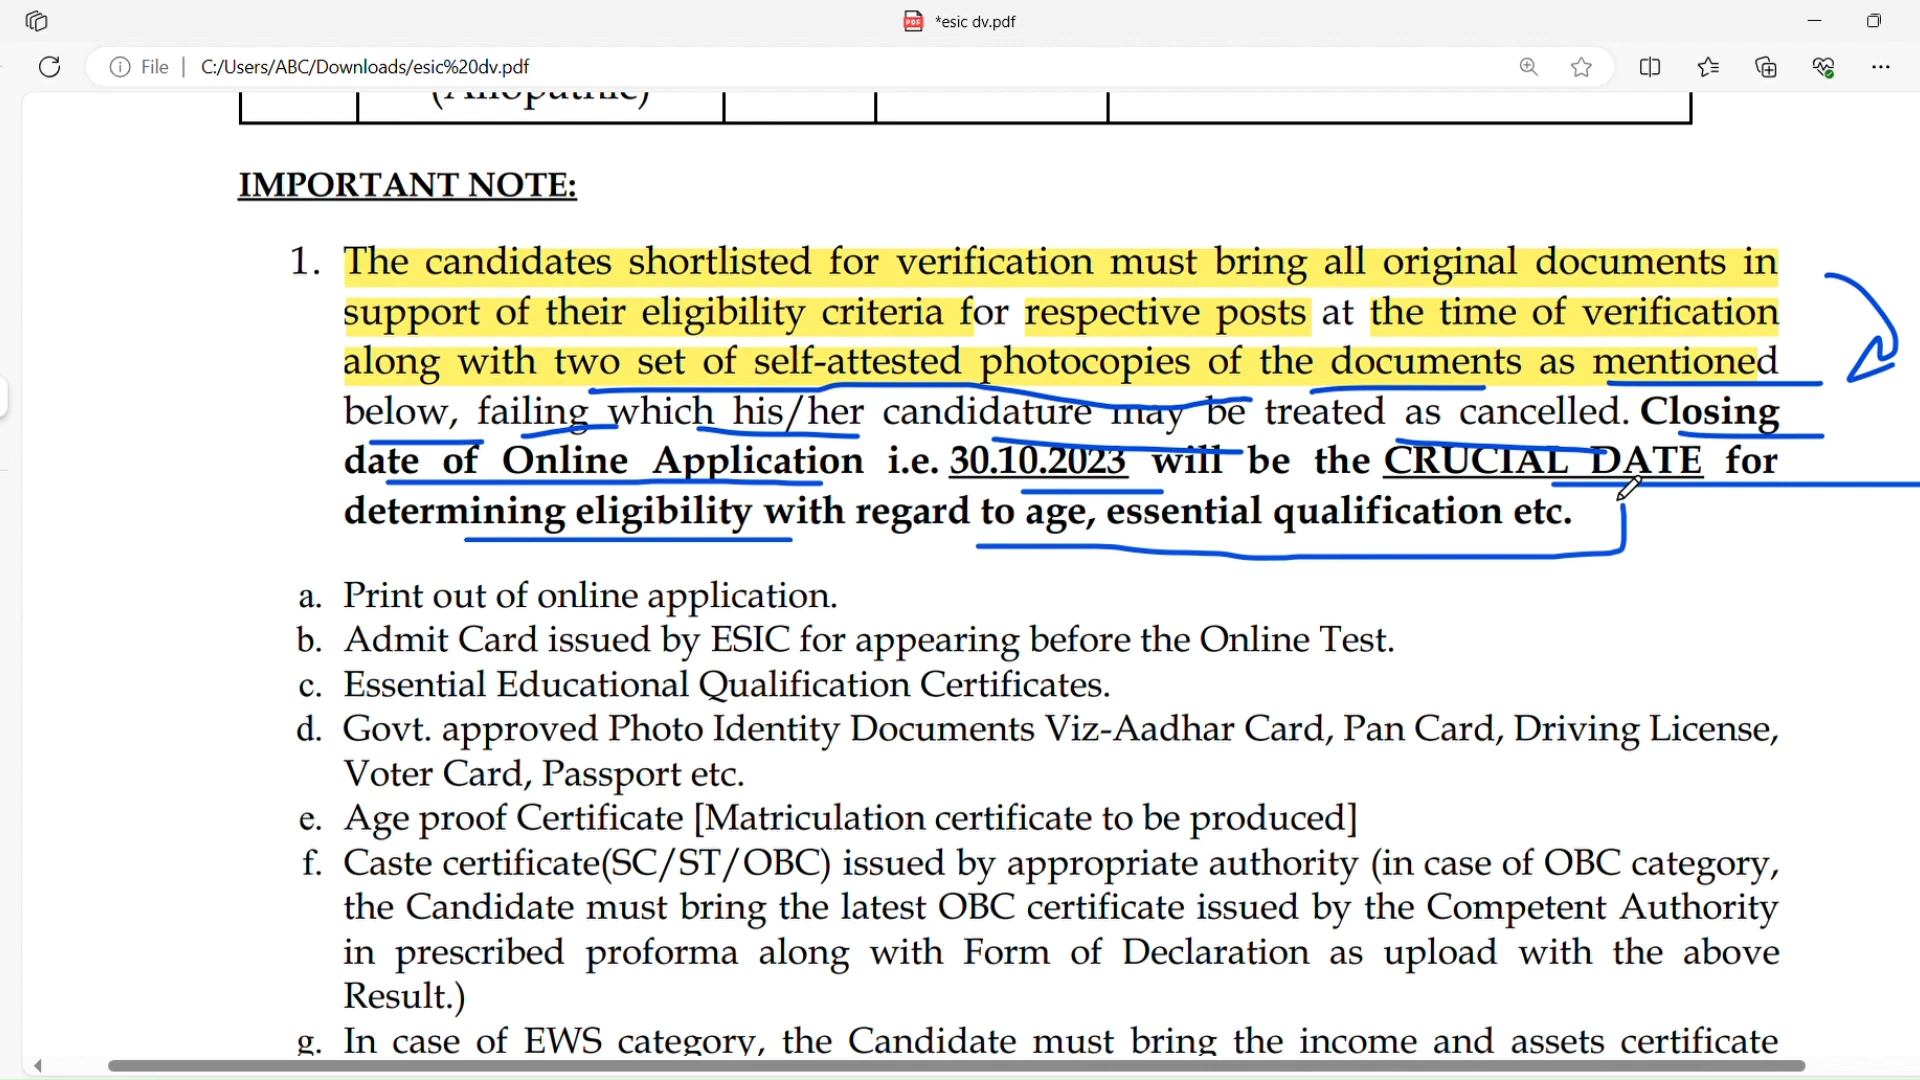 *esic dv.pdf
File | C:/Users/ABC/Downloads/esic%20dv.pdf
(Allopathic)
IMPORTANT NOTE:
1. The candidates shortlisted for verification must bring all original documents in
support of their eligibility criteria for respective posts at the time of verification
along with two set of self-attested photocopies of the documents as mentioned
below, failing which his/her candidature may be treated as cancelled. Closing
date of Online Application i.e. 30.10.2023 will be the CRUCIAL DATE for
determining eligibility with regard to age, essential qualification etc.
a. Print out of online application.
b. Admit Card issued by ESIC for appearing before the Online Test.
c. Essential Educational Qualification Certificates.
d. Govt. approved Photo Identity Documents Viz-Aadhar Card, Pan Card, Driving License,
Voter Card, Passport etc.
e. Age proof Certificate [Matriculation certificate to be produced]
f. Caste certificate(SC/ST/OBC) issued by appropriate authority (in case of OBC category,
the Candidate must bring the latest OBC certificate issued by the Competent Authority
in prescribed proforma along with Form of Declaration as upload with the above
Result.)
g. In case of EWS category, the Candidate must bring the income and assets certificate